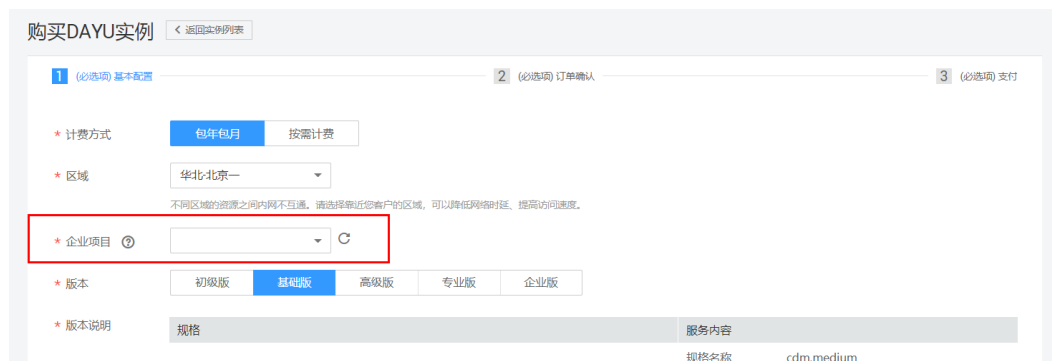 购买DAYU实例 < 返回实例列表
1 (必选项) 基本配置 2 (必选项) 订单确认 3 (必选项) 支付
* 计费方式 包年包月 按需计费
* 区域 华北-北京一
不同区域的资源之间内网不互通。请选择靠近您客户的区域，可以降低网络时延、提高访问速度。
* 企业项目 ?
* 版本 初级版 基础版 高级版 专业版 企业版
* 版本说明 规格 服务内容
规格名称 cdm.medium